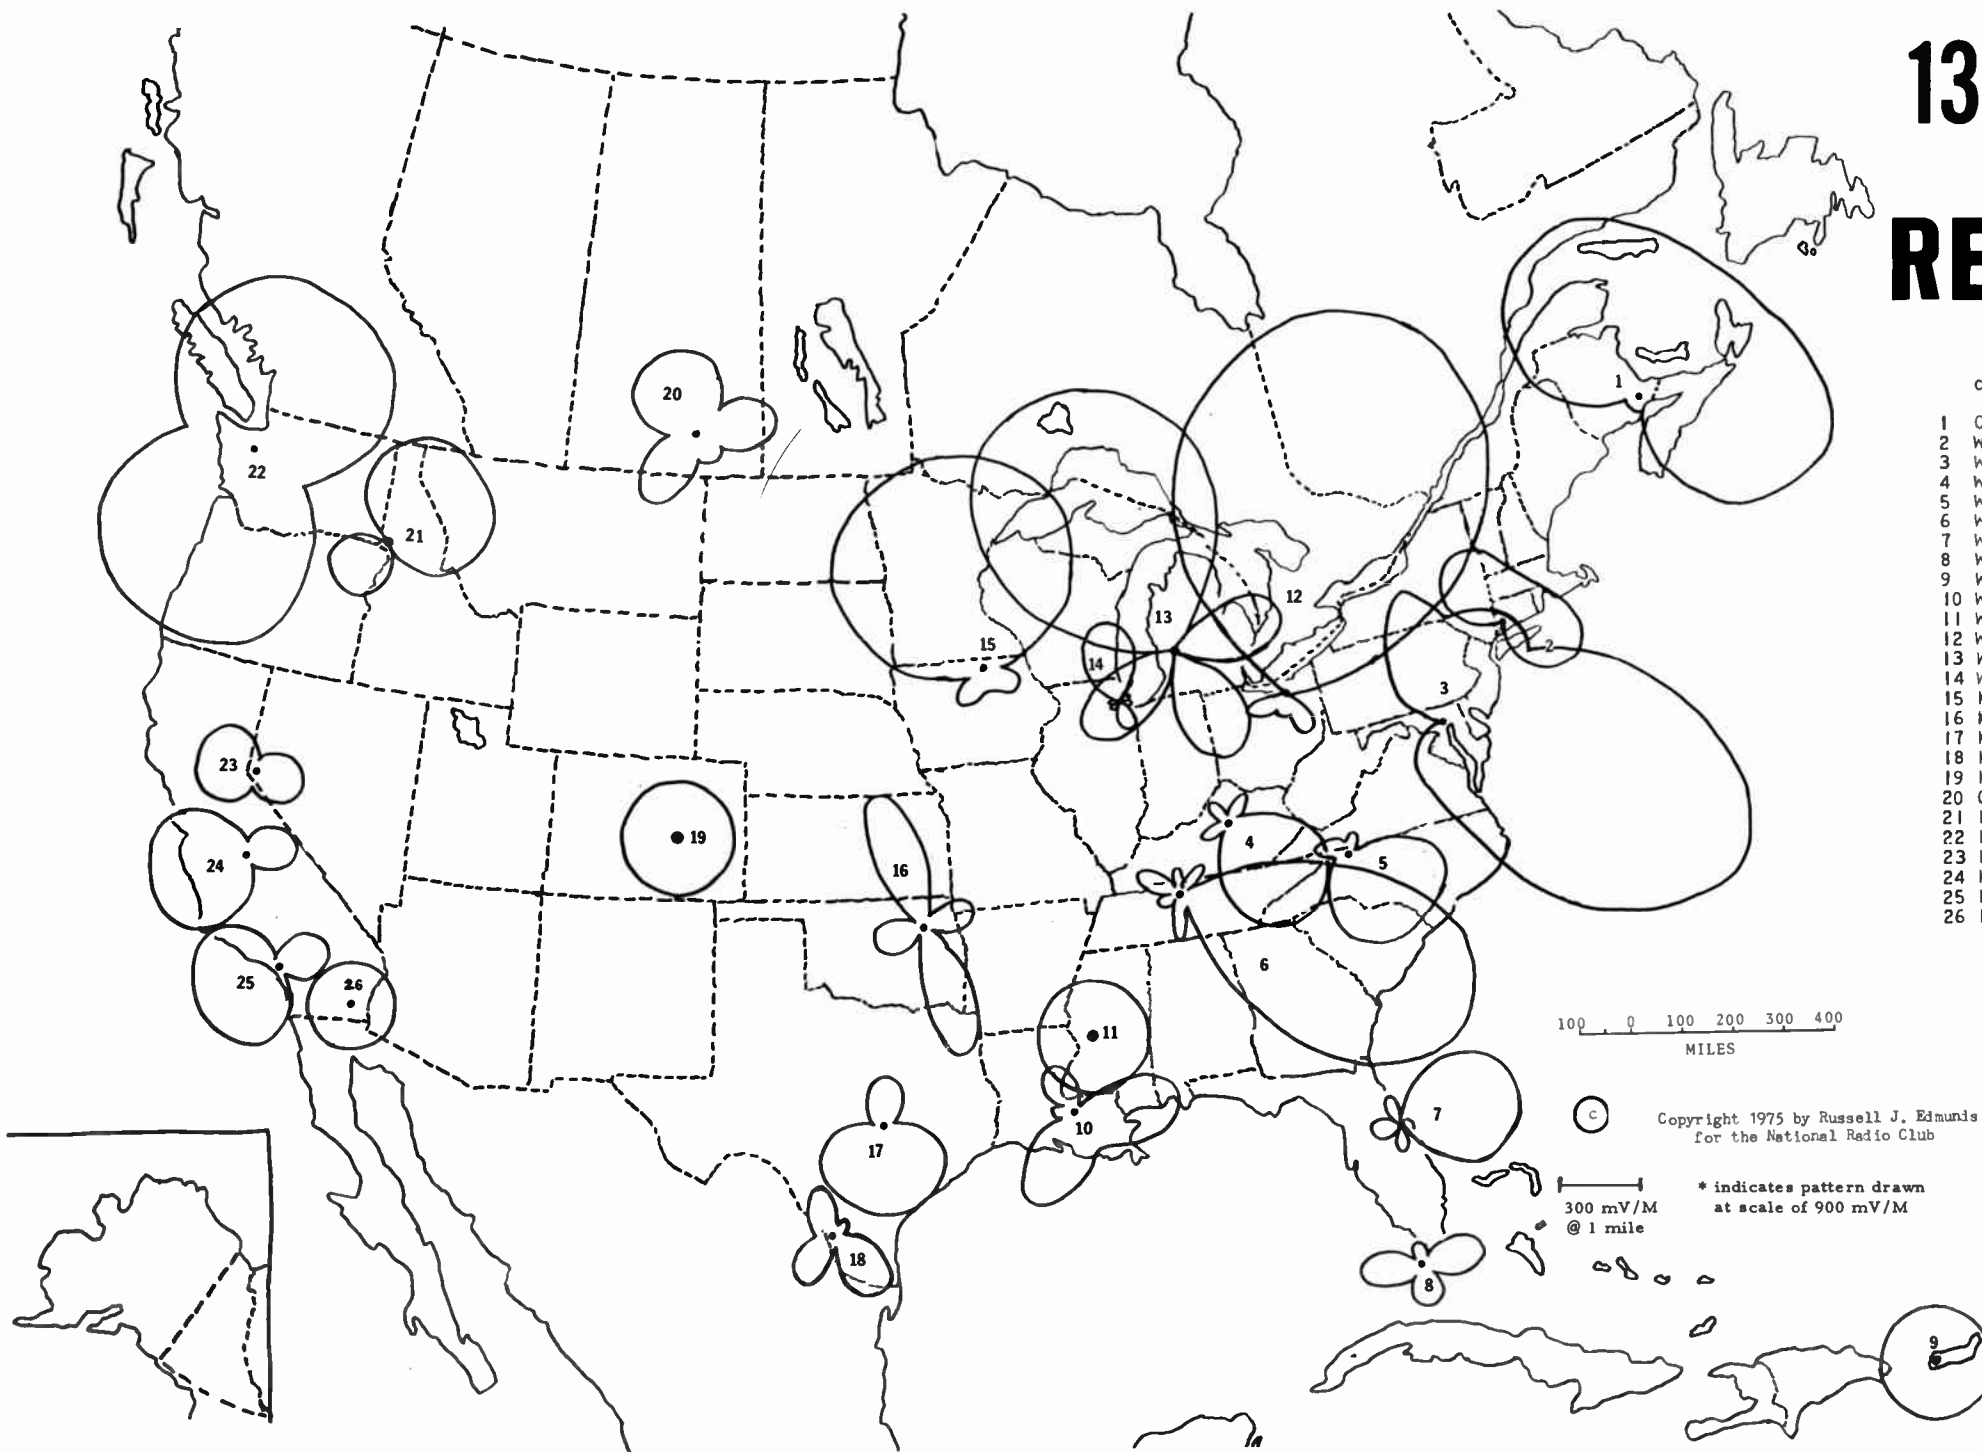 13
RE
1
2 W
3 W
4 W
5 W
6 W
7 W
8 W
9 W
10 W
11 W
12 W
13 W
14 W
15
16
17
18
19
20
21
22
23
24
25
26
20
1
22
21
12
13
15
14
2
3
23
19
4
24
16
5
6
25
26
11
7
10
17
18
8
9
100 0 100 200 300 400
MILES
C
Copyright 1975 by Russell J. Edmunds
for the National Radio Club
300 mV/M
@ 1 mile
* indicates pattern drawn
at scale of 900 mV/M